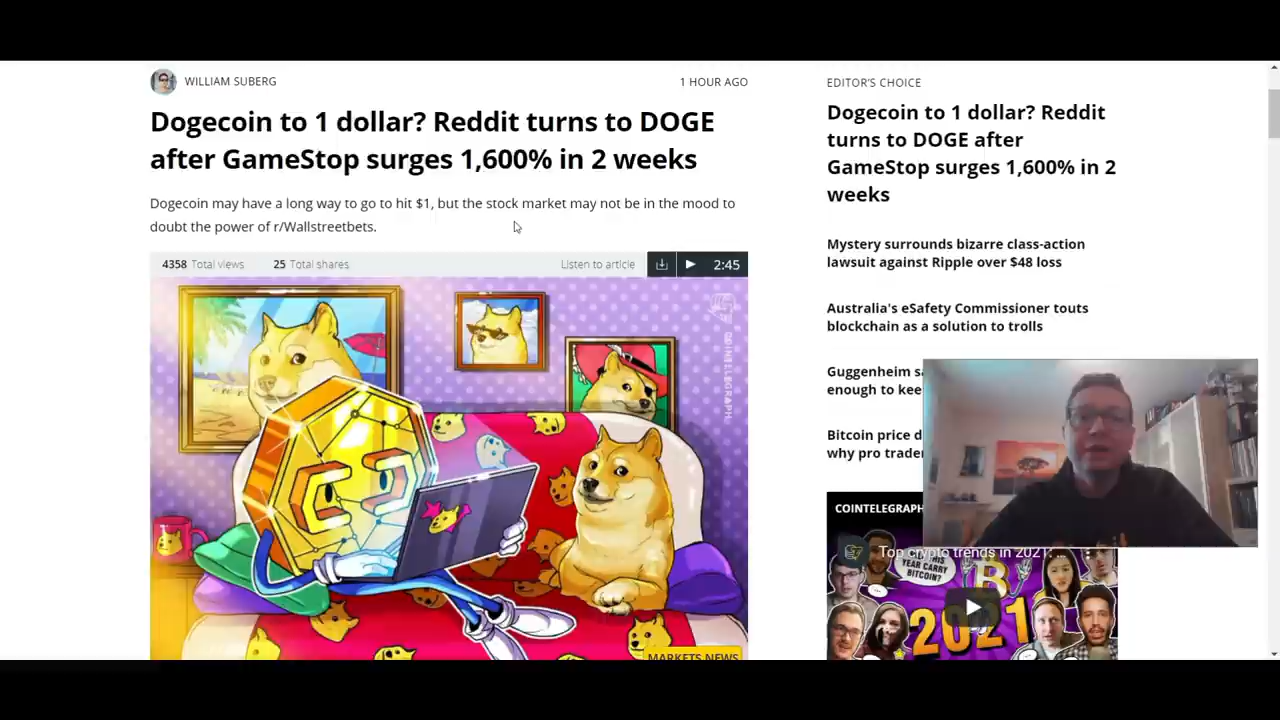 WILLIAM SUBERG
1 HOUR AGO
Dogecoin to 1 dollar? Reddit turns to DOGE
after GameStop surges 1,600% in 2 weeks
Dogecoin may have a long way to go to hit $1, but the stock market may not be in the mood to
doubt the power of r/Wallstreetbets.
4358 Total views
25 Total shares
Listen to article
2:45
COINTELEGRAPH
MARKETS NEWS
EDITOR'S CHOICE
Dogecoin to 1 dollar? Reddit
turns to DOGE after
GameStop surges 1,600% in 2
weeks
Mystery surrounds bizarre class-action
lawsuit against Ripple over $48 loss
Australia's eSafety Commissioner touts
blockchain as a solution to trolls
Guggenheim sa
enough to kee
Bitcoin price d
why pro trader
COINTELEGRAPH
Top crypto trends in 2021:
THIS
YEAR CARRY
BITCOIN?
B
2021